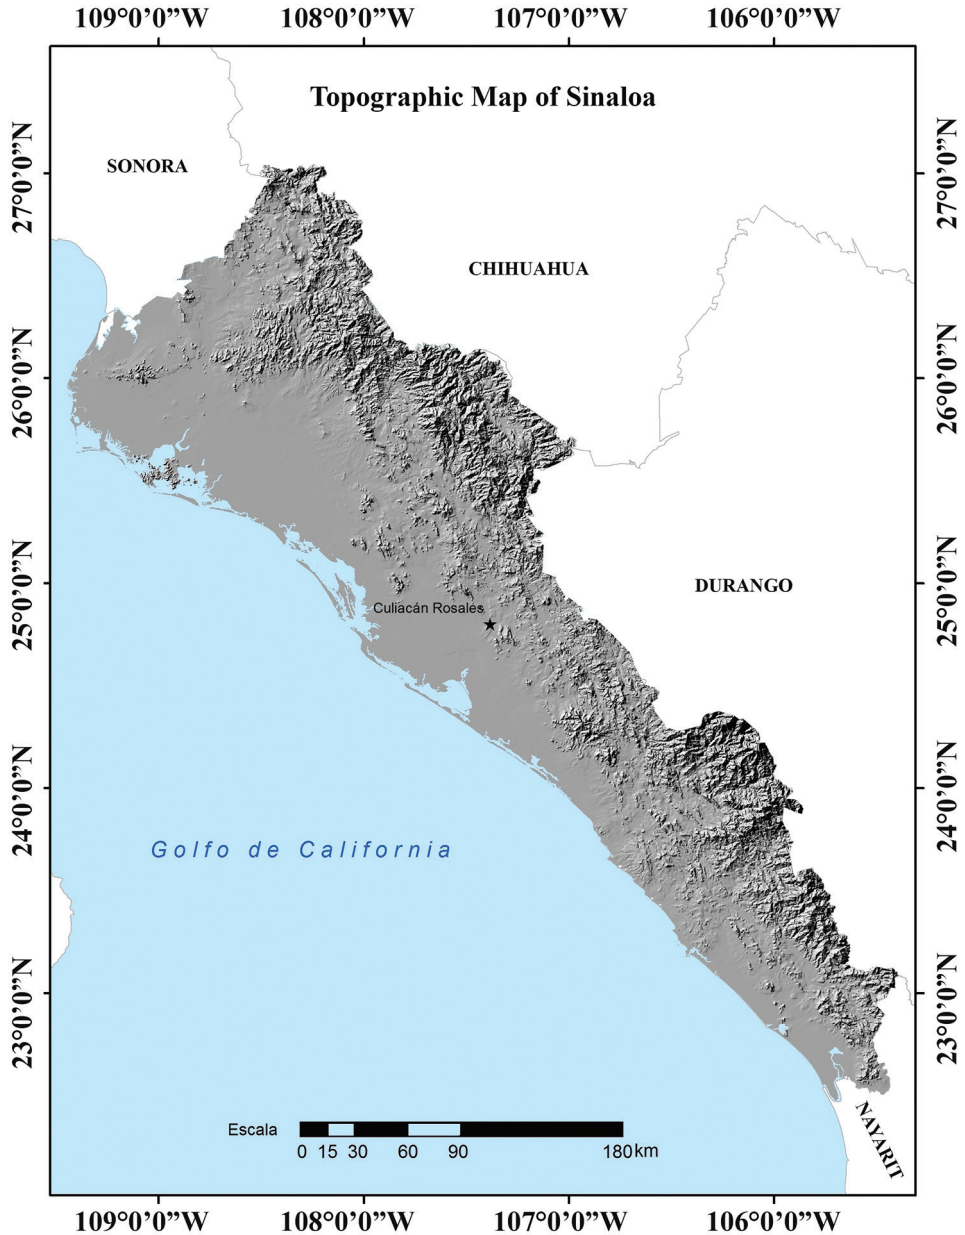 109°0'0"W 108°0'0"W 107°0'0"W 106°0'0"W
Topographic Map of Sinaloa
27°0'0"N
27°0'0"N
SONORA
CHIHUAHUA
26°0'0"N
26°0'0"N
25°0'0"N
25°0'0"N
DURANGO
Culiacán Rosales
24°0'0"N
24°0'0"N
Golfo de California
23°0'0"N
23°0'0"N
NAYARIT
Escala
0 15 30 60 90 180 km
109°0'0"W 108°0'0"W 107°0'0"W 106°0'0"W